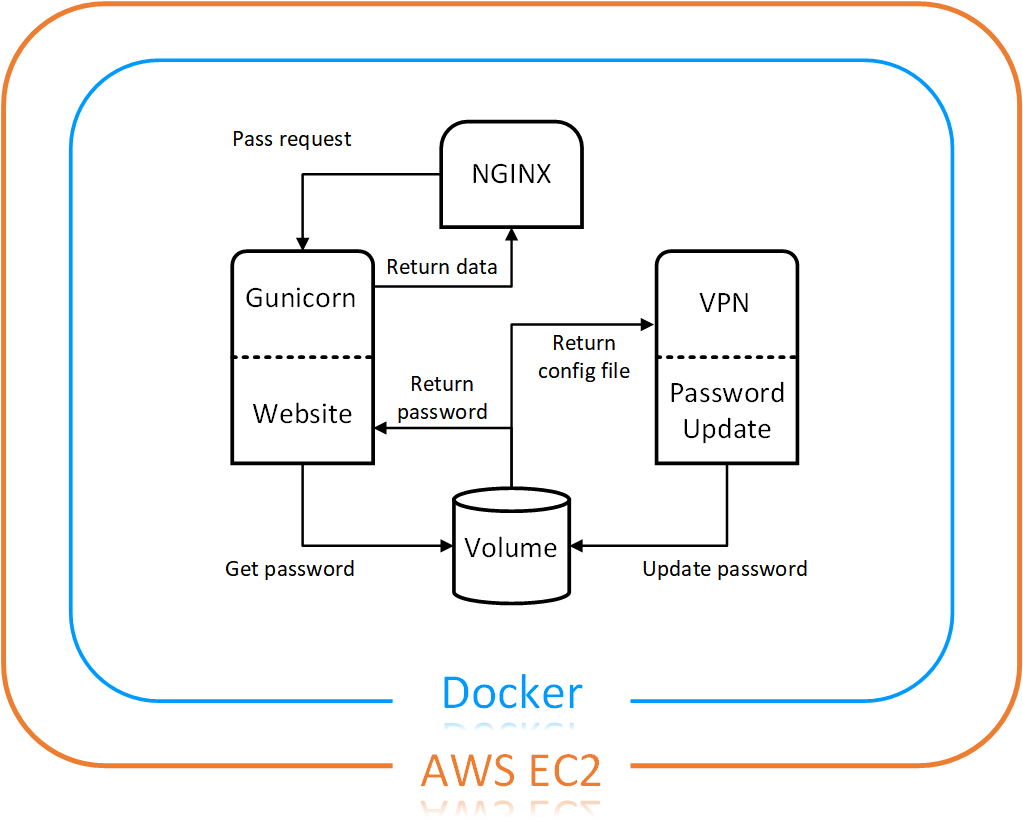 Pass request
NGINX
Return data
Gunicorn
VPN
Return
config file
Return
password
Website
Password
Update
Volume
Get password
Update password
Docker
AWS EC2